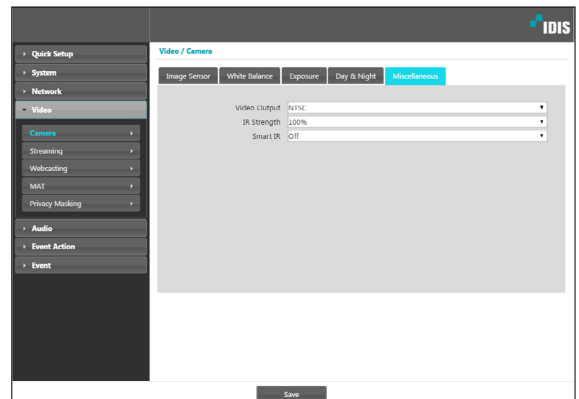 IDIS
Quick Setup
System
Network
Video
Camera
Streaming
Webcasting
MAT
Privacy Masking
Audio
Event Action
Event
Video / Camera
Image Sensor White Balance Exposure Day & Night Miscellaneous
Video Output NTSC
IR Strength 100%
Smart IR Off
Save